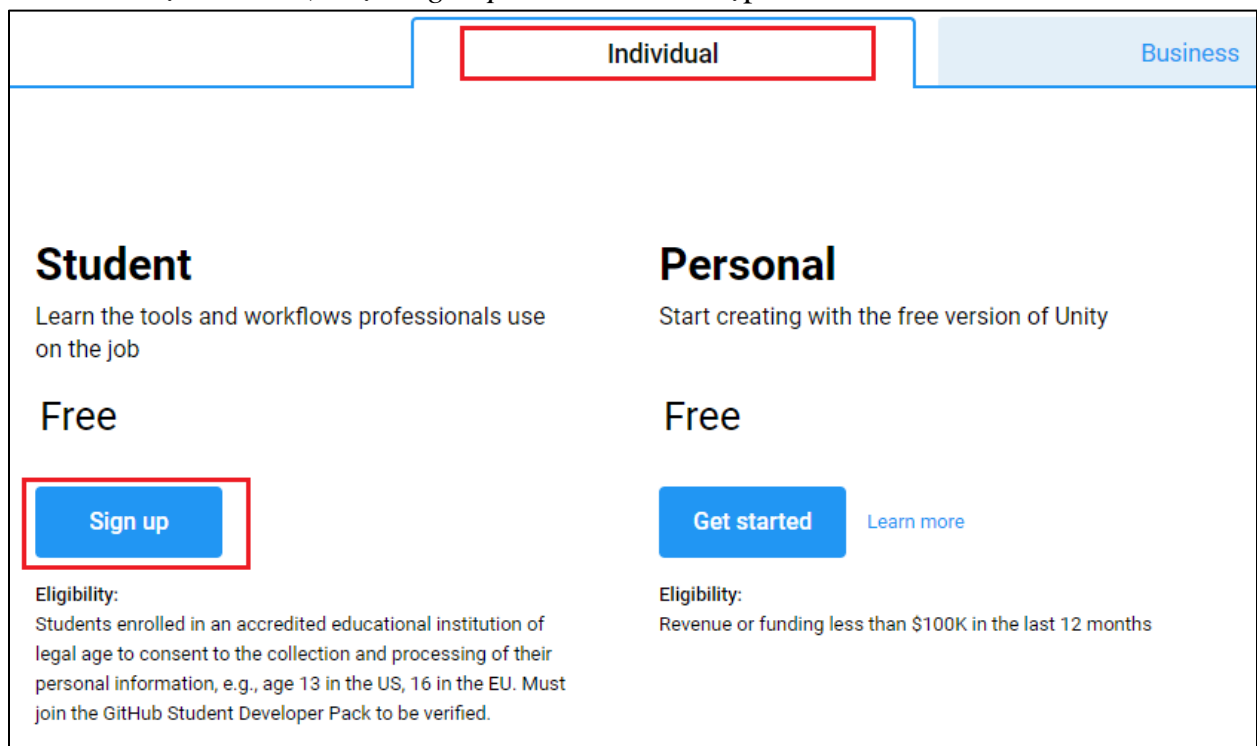 Individual
Business
Student
Learn the tools and workflows professionals use
on the job
Free
Sign up
Eligibility:
Students enrolled in an accredited educational institution of
legal age to consent to the collection and processing of their
personal information, e.g., age 13 in the US, 16 in the EU. Must
join the GitHub Student Developer Pack to be verified.
Personal
Start creating with the free version of Unity
Free
Get started
Learn more
Eligibility:
Revenue or funding less than $100K in the last 12 months